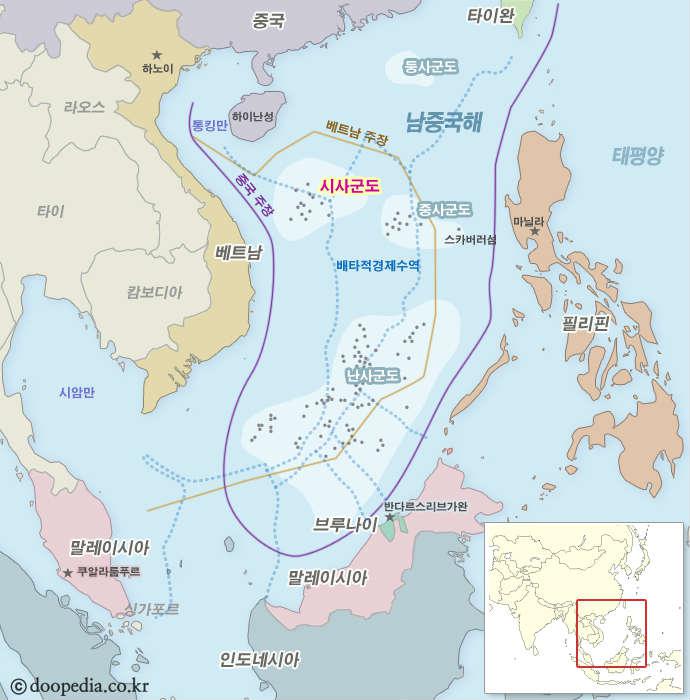 중국
타이완
하노이
둥사군도
라오스
통킹만
하이난성
남중국해
베트남 주장
태평양
중국 주장
시사군도
중사군도
타이
마닐라
스카버러섬
베트남
배타적경제수역
캄보디아
필리핀
난사군도
시암만
반다르스리브가완
브루나이
말레이시아
쿠알라룸푸르
말레이시아
싱가포르
인도네시아
ⓒ doopedia.co.kr